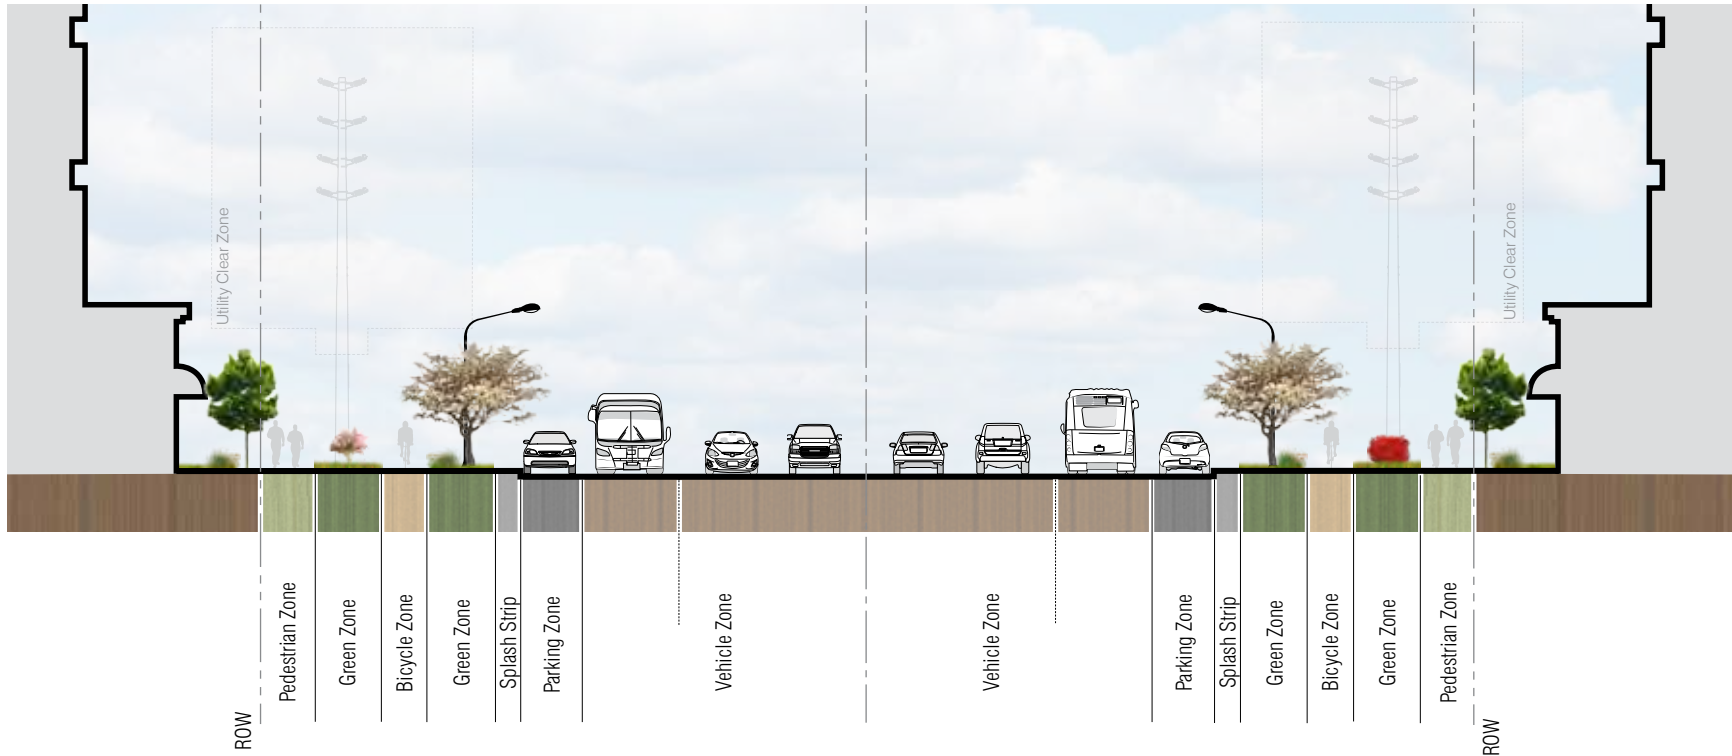 Utility Clear Zone
Utility Clear Zone
ROW
Pedestrian Zone
Green Zone
Bicycle Zone
Green Zone
Splash Strip
Parking Zone
Vehicle Zone
Vehicle Zone
Parking Zone
Splash Strip
Green Zone
Bicycle Zone
Green Zone
Pedestrian Zone
ROW